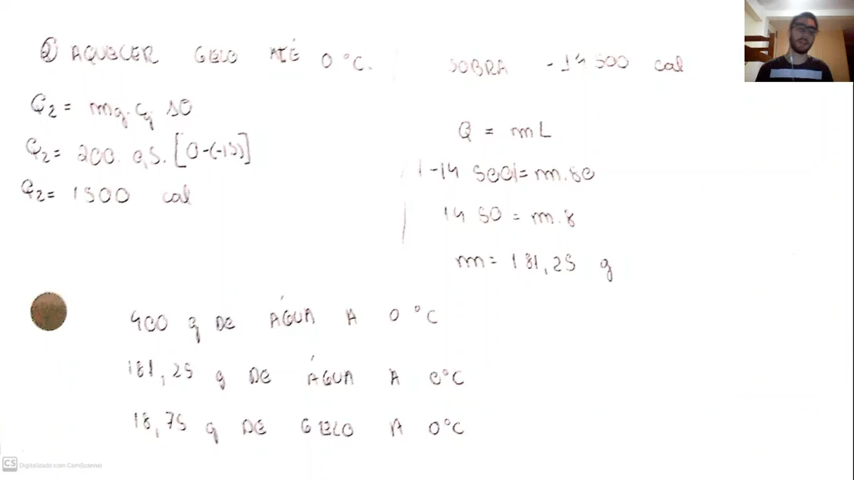 ② AQUECER GELO ATÉ 0°C.
Q₂ = mg. Cg Δθ
Q₂ = 200. 0,5. [0-(-15)]
Q₂ = 1500 cal
SOBRA -14500 cal
Q = mL
|-14 500| = m.80
14 50 = m.8
m = 181,25 g
400 g DE ÁGUA A 0°C
181,25 g DE ÁGUA A 0°C
18,75 g DE GELO A 0°C
CS Digitalizado com CamScanner